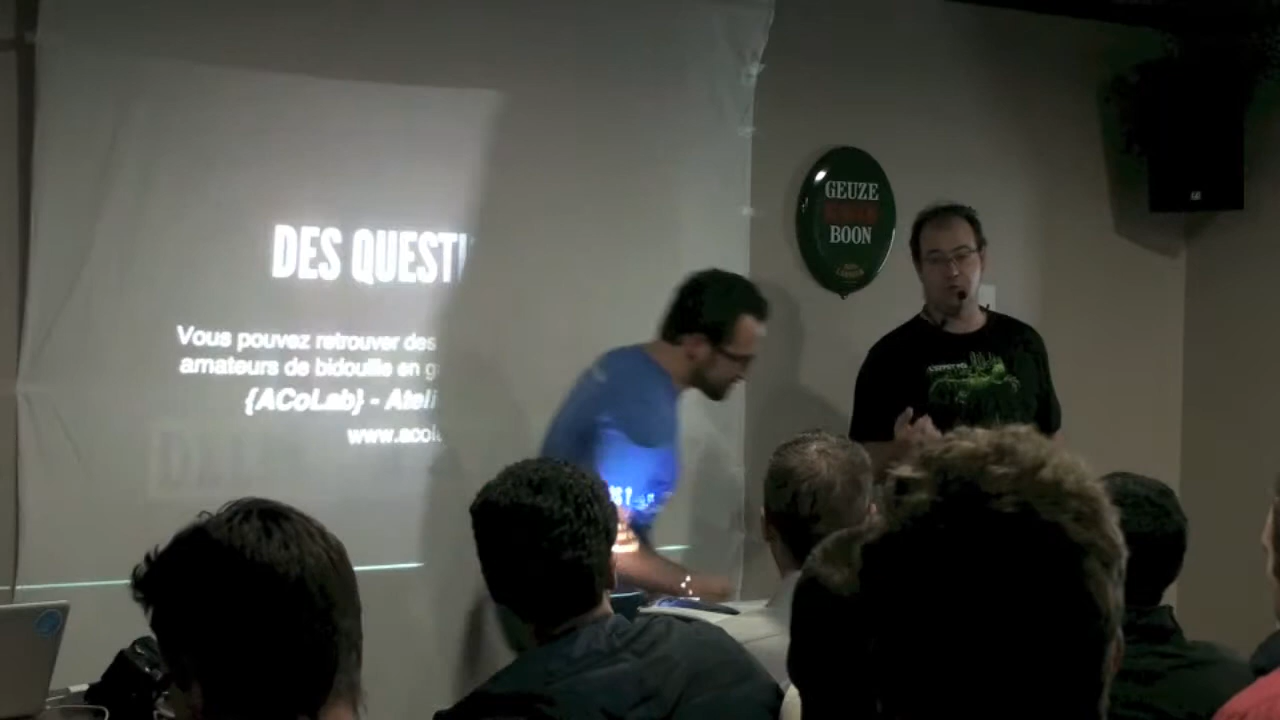 DES QUESTI
Vous pouvez retrouver des
amateurs de bidouille en g
{ACoLab} - Ateli
www.acol
GEUZE
BOON